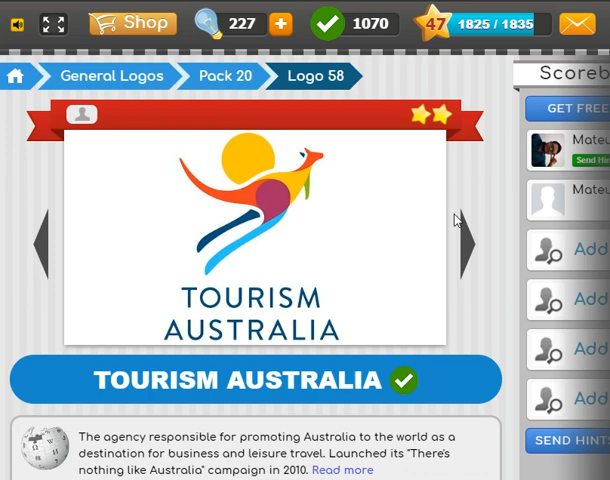 Shop
227
1070
47
1825 / 1835
General Logos
Pack 20
Logo 58
Scoreb
GET FREE
Mateu
Send Hin
Mateu
Add
Add
Add
Add
SEND HINTS
TOURISM
AUSTRALIA
TOURISM AUSTRALIA
The agency responsible for promoting Australia to the world as a
destination for business and leisure travel. Launched its "There's
nothing like Australia" campaign in 2010. Read more